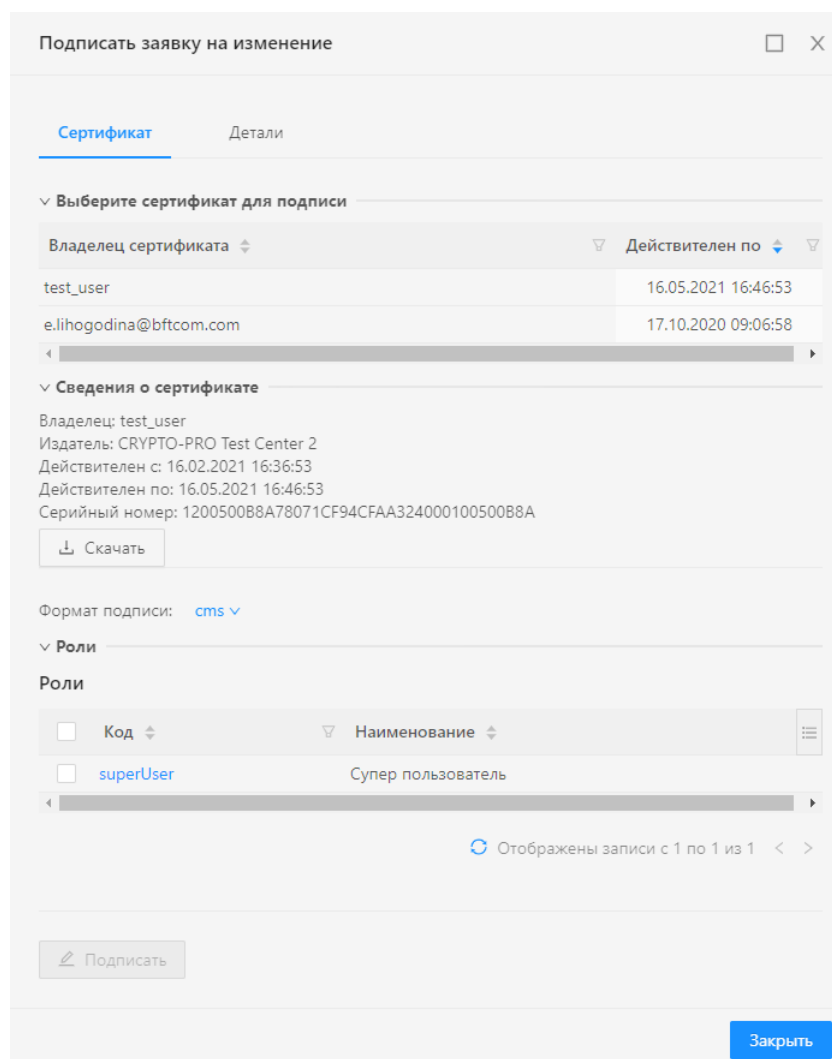 Подписать заявку на изменение
Сертификат Детали
Выберите сертификат для подписи
Владелец сертификата Действителен по
test_user 16.05.2021 16:46:53
e.lihogodina@bftcom.com 17.10.2020 09:06:58
Сведения о сертификате
Владелец: test_user
Издатель: CRYPTO-PRO Test Center 2
Действителен с: 16.02.2021 16:36:53
Действителен по: 16.05.2021 16:46:53
Серийный номер: 1200500B8A78071CF94CFAA324000100500B8A
Скачать
Формат подписи: cms
Роли
Роли
Код Наименование
superUser Супер пользователь
Отображены записи с 1 по 1 из 1
Подписать
Закрыть